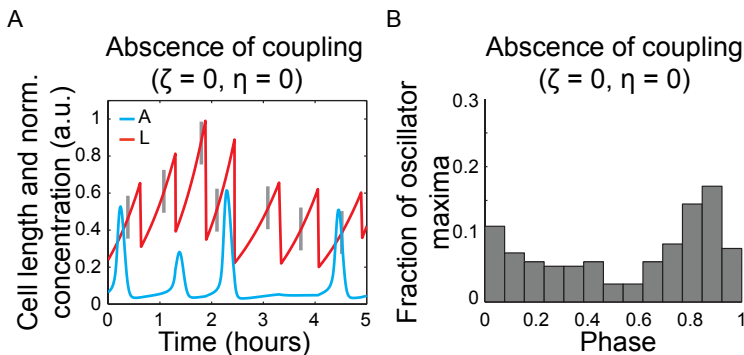 A
Abscence of coupling
(ζ = 0, η = 0)
Cell length and norm.
concentration (a.u.)
1
0.8
0.6
0.4
0.2
0
A
L
0 1 2 3 4 5
Time (hours)
B
Abscence of coupling
(ζ = 0, η = 0)
Fraction of oscillator
maxima
0.3
0.2
0.1
0
0 0.2 0.4 0.6 0.8 1
Phase